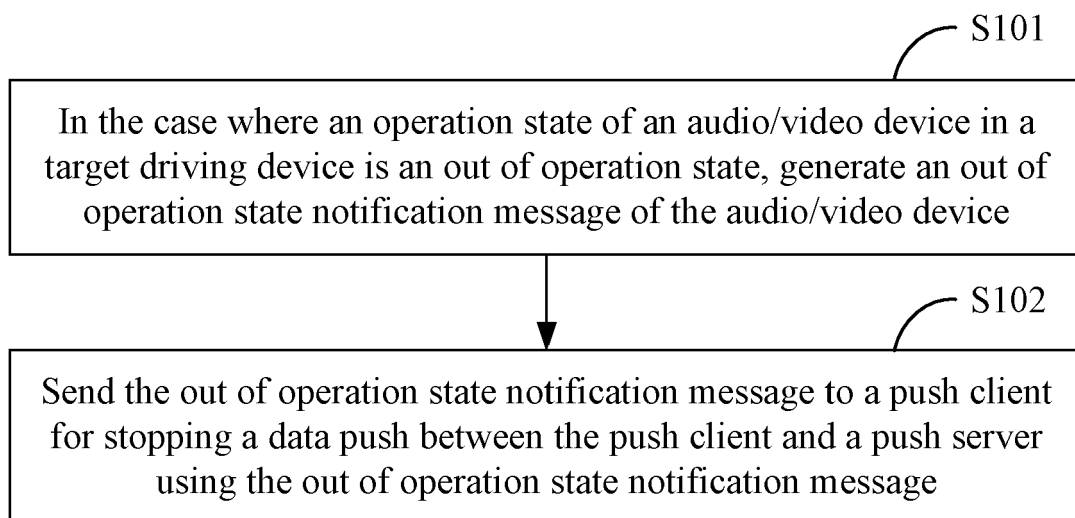 S101
In the case where an operation state of an audio/video device in a
target driving device is an out of operation state, generate an out of
operation state notification message of the audio/video device
S102
Send the out of operation state notification message to a push client
for stopping a data push between the push client and a push server
using the out of operation state notification message